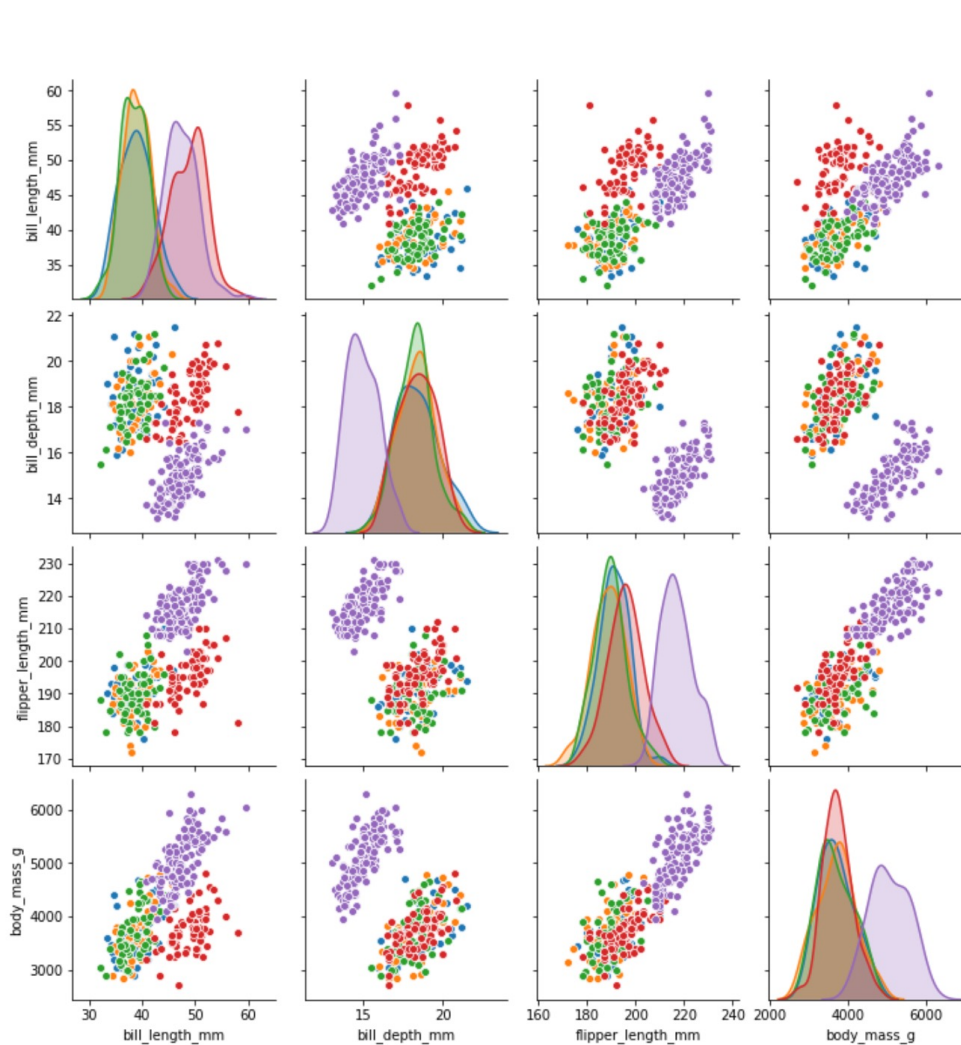 bill_length_mm
60
55
50
45
40
35
bill_depth_mm
22
20
18
16
14
flipper_length_mm
230
220
210
200
190
180
170
body_mass_g
6000
5000
4000
3000
30 40 50 60
15 20
160 180 200 220 240
2000 4000 6000
bill_length_mm
bill_depth_mm
flipper_length_mm
body_mass_g